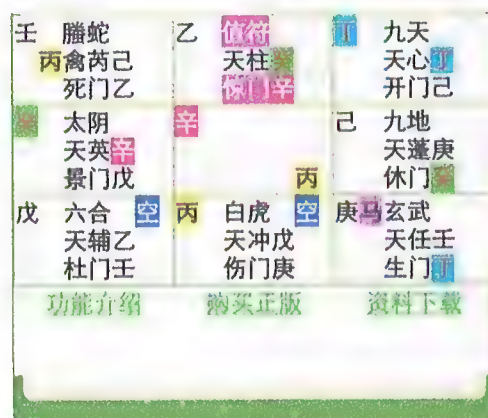 壬 螣蛇 乙 值符 丁 九天
丙禽芮己 天柱癸 天心丁
死门乙 惊门辛 开门己
癸 太阴 辛 己 九地
天英辛 天蓬庚
景门戊 丙 休门癸
戊 六合 空 丙 白虎 空 庚马玄武
天辅乙 天冲戊 天任壬
杜门壬 伤门庚 生门丁
功能介绍 购买正版 资料下载